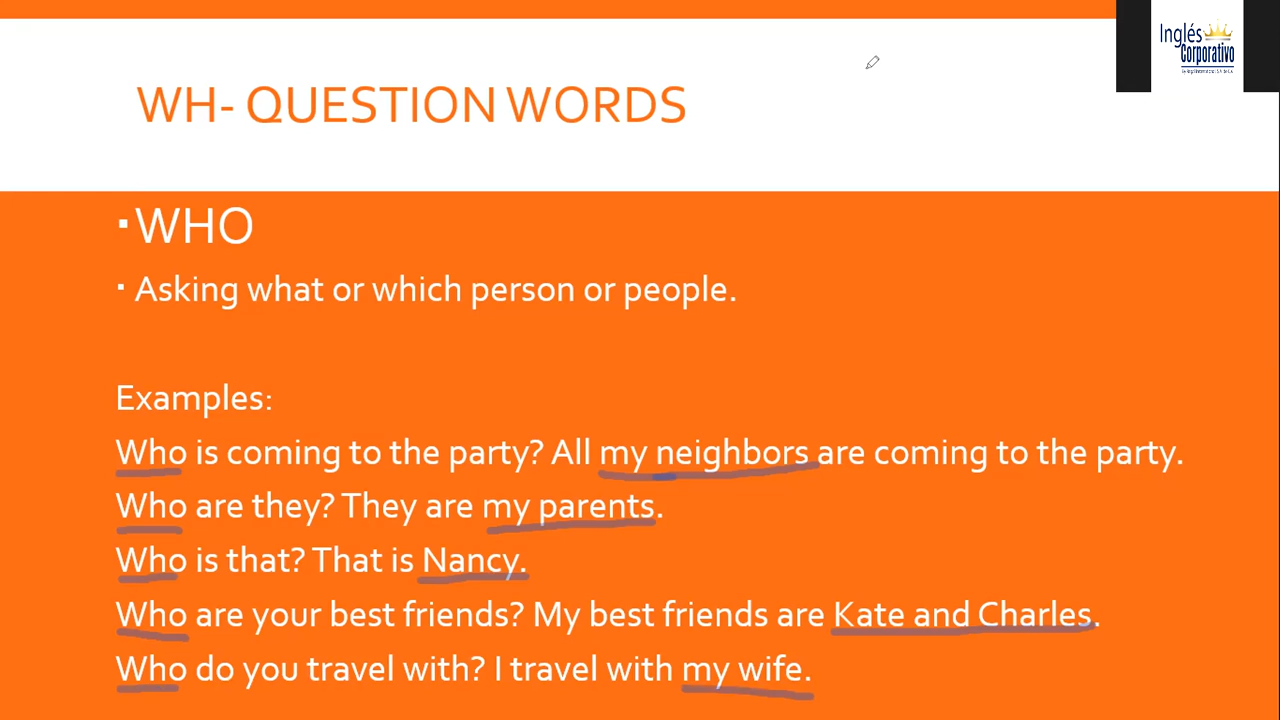 Inglés
Corporativo
WH- QUESTION WORDS
▪WHO
▪ Asking what or which person or people.
Examples:
Who is coming to the party? All my neighbors are coming to the party.
Who are they? They are my parents.
Who is that? That is Nancy.
Who are your best friends? My best friends are Kate and Charles.
Who do you travel with? I travel with my wife.